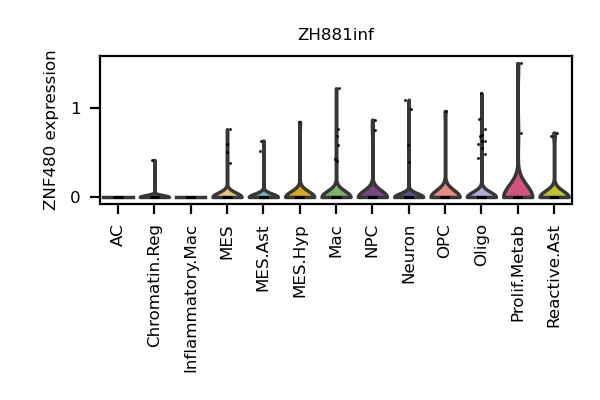 ZH881inf
ZNF480 expression
1
0
AC
Chromatin.Reg
Inflammatory.Mac
MES
MES.Ast
MES.Hyp
Mac
NPC
Neuron
OPC
Oligo
Prolif.Metab
Reactive.Ast